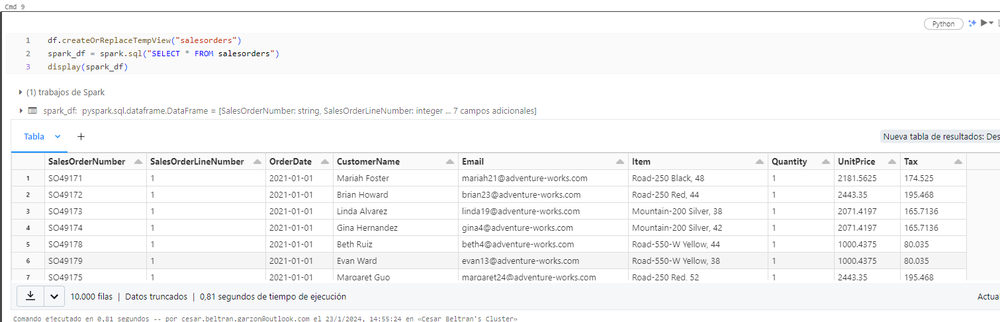 Cmd 9
Python
1 df.createOrReplaceTempView("salesorders")
2 spark_df = spark.sql("SELECT * FROM salesorders")
3 display(spark_df)
(1) trabajos de Spark
spark_df: pyspark.sql.dataframe.DataFrame = [SalesOrderNumber: string, SalesOrderLineNumber: integer ... 7 campos adicionales]
Tabla + Nueva tabla de resultados: Des
SalesOrderNumber SalesOrderLineNumber OrderDate CustomerName Email Item Quantity UnitPrice Tax
1 SO49171 1 2021-01-01 Mariah Foster mariah21@adventure-works.com Road-250 Black, 48 1 2181.5625 174.525
2 SO49172 1 2021-01-01 Brian Howard brian23@adventure-works.com Road-250 Red, 44 1 2443.35 195.468
3 SO49173 1 2021-01-01 Linda Alvarez linda19@adventure-works.com Mountain-200 Silver, 38 1 2071.4197 165.7136
4 SO49174 1 2021-01-01 Gina Hernandez gina4@adventure-works.com Mountain-200 Silver, 42 1 2071.4197 165.7136
5 SO49178 1 2021-01-01 Beth Ruiz beth4@adventure-works.com Road-550-W Yellow, 44 1 1000.4375 80.035
6 SO49179 1 2021-01-01 Evan Ward evan13@adventure-works.com Road-550-W Yellow, 38 1 1000.4375 80.035
7 SO49175 1 2021-01-01 Margaret Guo margaret24@adventure-works.com Road-250 Red, 52 1 2443.35 195.468
10.000 filas | Datos truncados | 0,81 segundos de tiempo de ejecución Actual
Comando ejecutado en 0,81 segundos -- por cesar.beltran.garzon@outlook.com el 23/1/2024, 14:55:24 en «Cesar Beltran's Cluster»